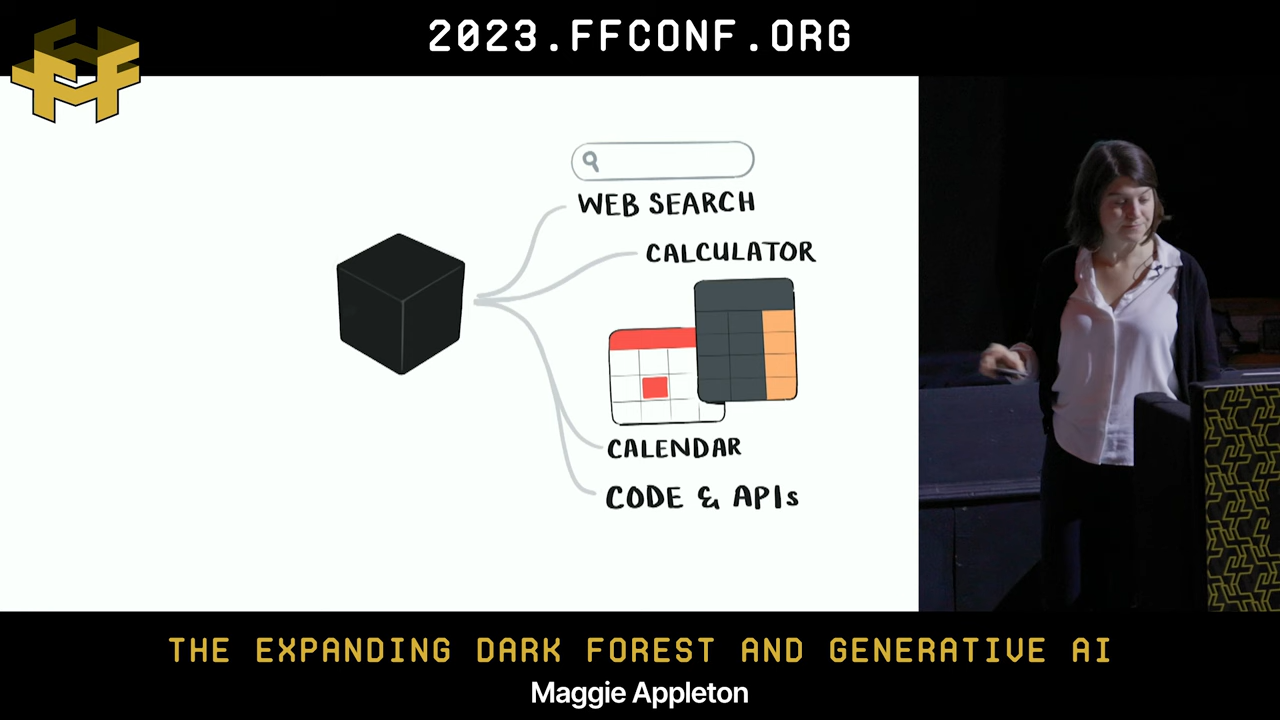 2023.FFCONF.ORG
WEB SEARCH
CALCULATOR
CALENDAR
CODE & APIs
THE EXPANDING DARK FOREST AND GENERATIVE AI
Maggie Appleton